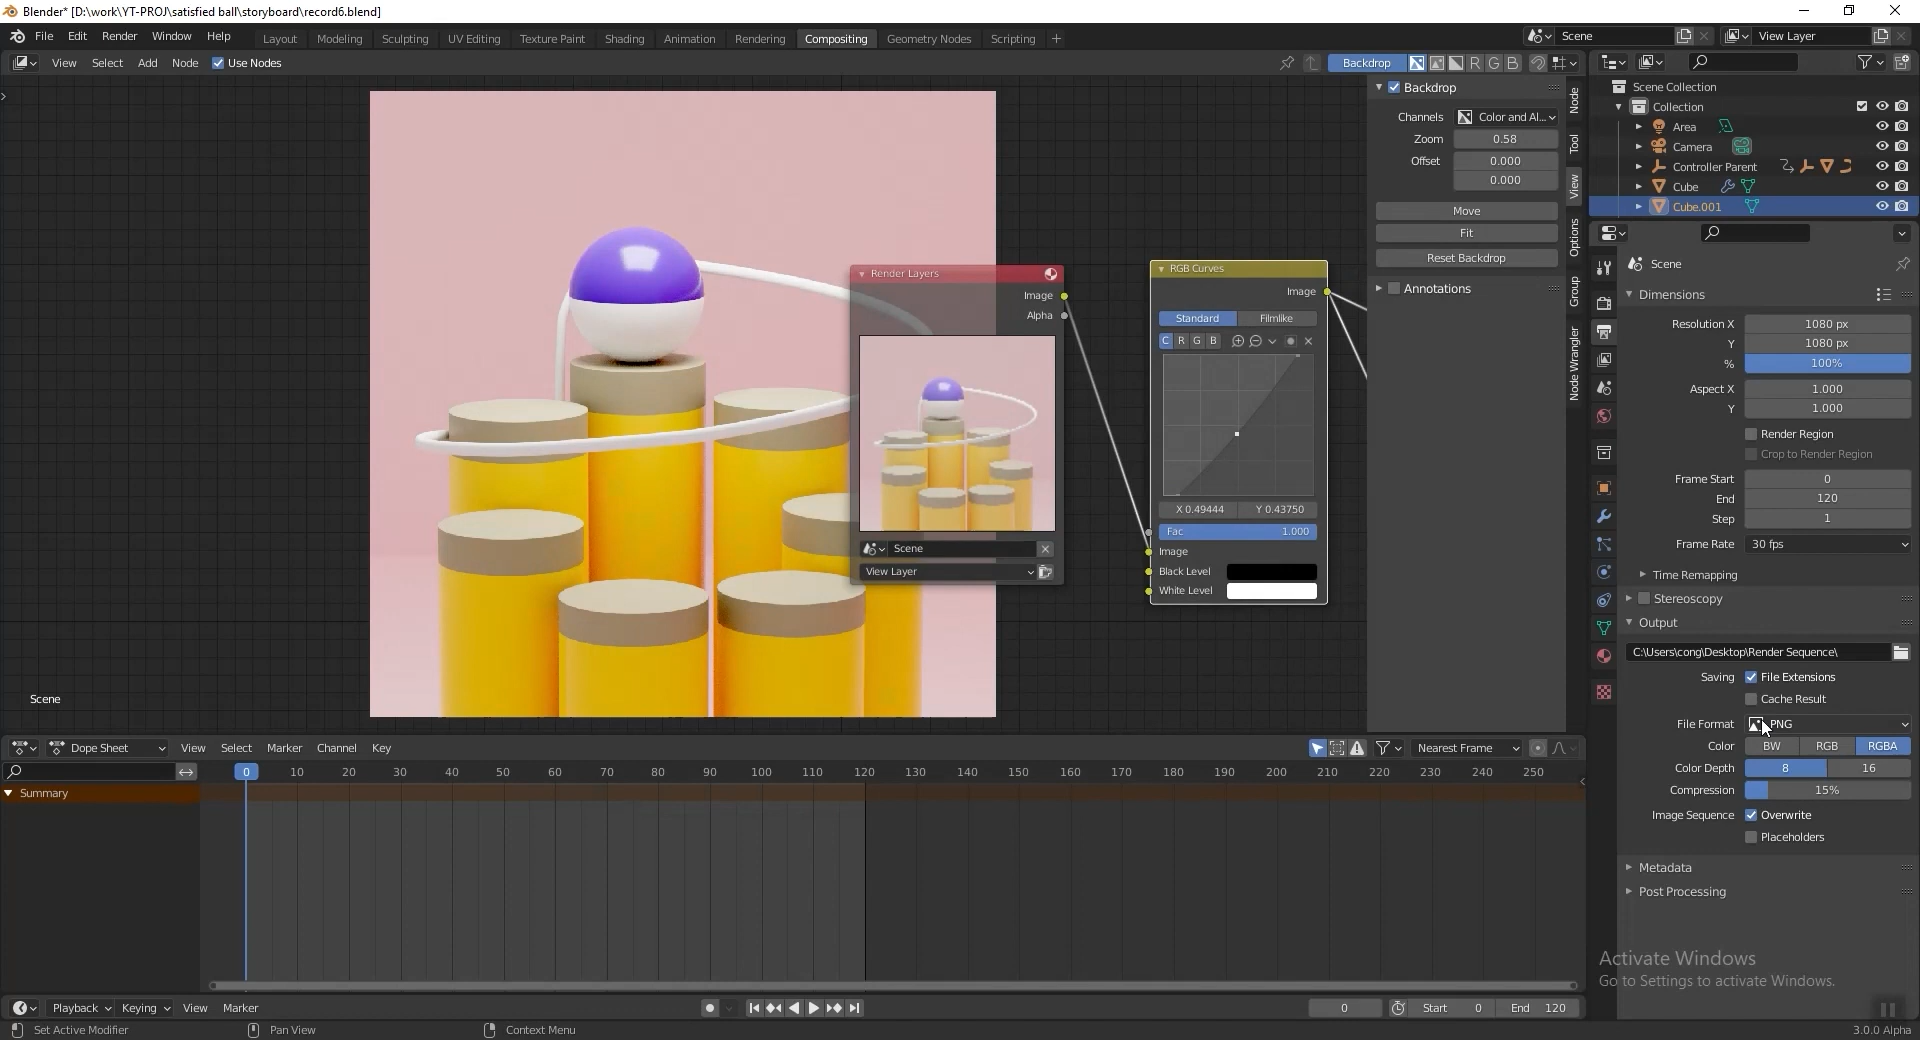 Blender* [D:\work\YT-PROJ\satisfied ball\storyboard\record6.blend]
File Edit Render Window Help
Layout Modeling Sculpting UV Editing Texture Paint Shading Animation Rendering Compositing Geometry Nodes Scripting +
Scene
View Layer
View Select Add Node Use Nodes
Backdrop R G B
Backdrop
Channels Color and Al...
Zoom 0.58
Offset 0.000
0.000
Move
Fit
Reset Backdrop
Annotations
Node
Tool
View
Options
Group
Node Wrangler
Render Layers
Image
Alpha
Scene
View Layer
RGB Curves
Image
Standard Filmlike
C R G B
X 0.49444 Y 0.43750
Fac 1.000
Image
Black Level
White Level
Scene
Scene Collection
Collection
Area
Camera
Controller Parent
Cube
Cube.001
Scene
Dimensions
Resolution X 1080 px
Y 1080 px
% 100%
Aspect X 1.000
Y 1.000
Render Region
Crop to Render Region
Frame Start 0
End 120
Step 1
Frame Rate 30 fps
Time Remapping
Stereoscopy
Output
C:\Users\cong\Desktop\Render Sequence\
Saving File Extensions
Cache Result
File Format PNG
Color BW RGB RGBA
Color Depth 8 16
Compression 15%
Image Sequence Overwrite
Placeholders
Metadata
Post Processing
Activate Windows
Go to Settings to activate Windows.
Dope Sheet View Select Marker Channel Key
Nearest Frame
0 10 20 30 40 50 60 70 80 90 100 110 120 130 140 150 160 170 180 190 200 210 220 230 240 250
Summary
Playback Keying View Marker
0 Start 0 End 120
Set Active Modifier Pan View Context Menu
3.0.0 Alpha